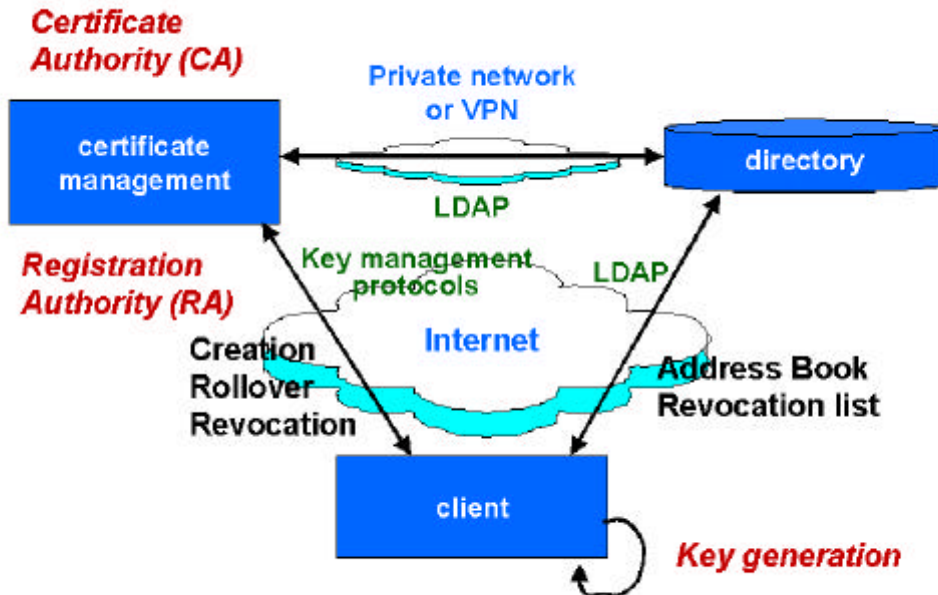 Certificate
Authority (CA)
Private network
or VPN
certificate
management
directory
LDAP
Registration
Authority (RA)
Key management
protocols
LDAP
Internet
Creation
Rollover
Revocation
Address Book
Revocation list
client
Key generation